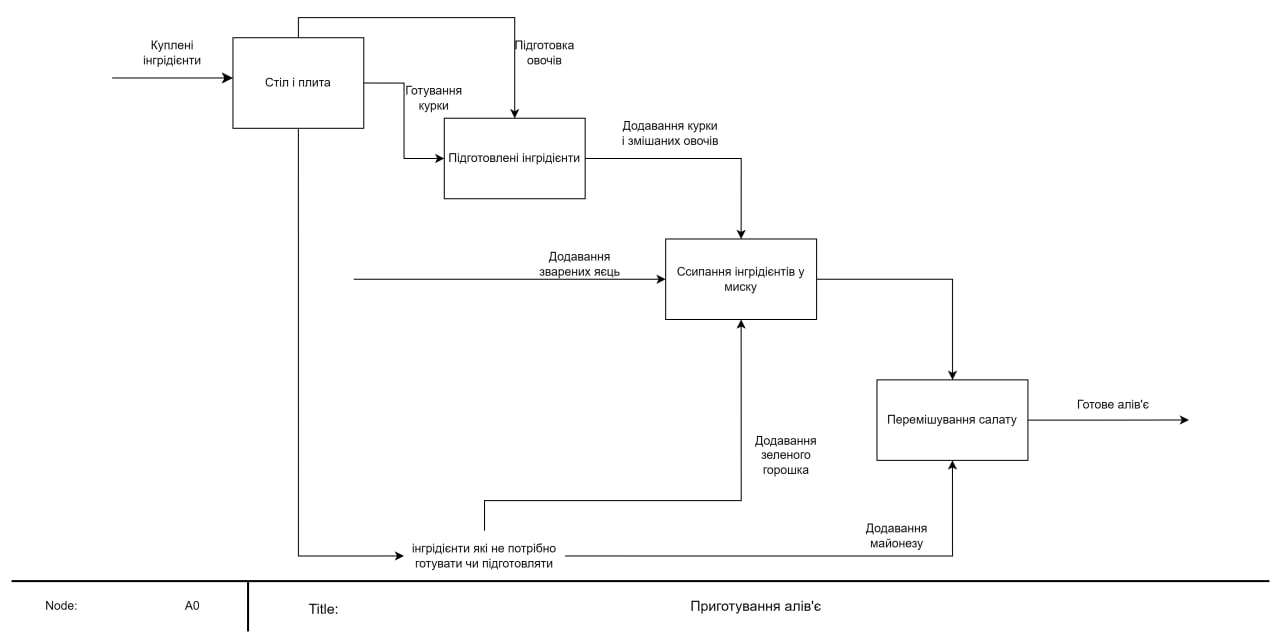 Куплені
інгрідієнти
Стіл і плита
Підготовка
овочів
Готування
курки
Підготовлені інгрідієнти
Додавання курки
і змішаних овочів
Додавання
зварених яєць
Ссипання інгрідієнтів у
миску
Перемішування салату
Готове алів'є
Додавання
зеленого
горошка
Додавання
майонезу
інгрідієнти які не потрібно
готувати чи підготовляти
Node:
A0
Title:
Приготування алів'є